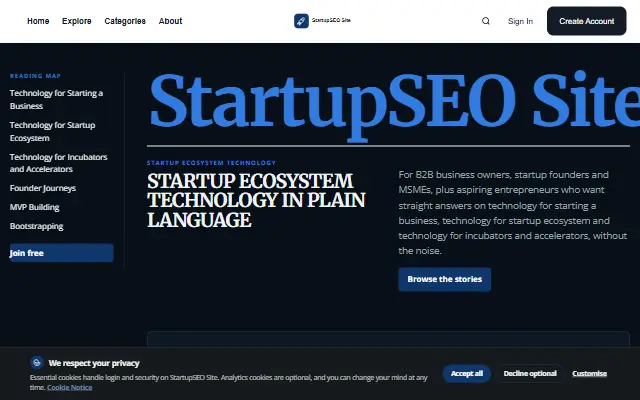 Home Explore Categories About
StartupSEO Site
Sign In
Create Account
READING MAP
Technology for Starting a
Business
Technology for Startup
Ecosystem
Technology for Incubators
and Accelerators
Founder Journeys
MVP Building
Bootstrapping
Join free
StartupSEO Site
STARTUP ECOSYSTEM TECHNOLOGY
STARTUP ECOSYSTEM
TECHNOLOGY IN PLAIN
LANGUAGE
For B2B business owners, startup founders and
MSMEs, plus aspiring entrepreneurs who want
straight answers on technology for starting a
business, technology for startup ecosystem and
technology for incubators and accelerators, without
the noise.
Browse the stories
We respect your privacy
Essential cookies handle login and security on StartupSEO Site. Analytics cookies are optional, and you can change your mind at any
time. Cookie Notice
Accept all
Decline optional
Customise